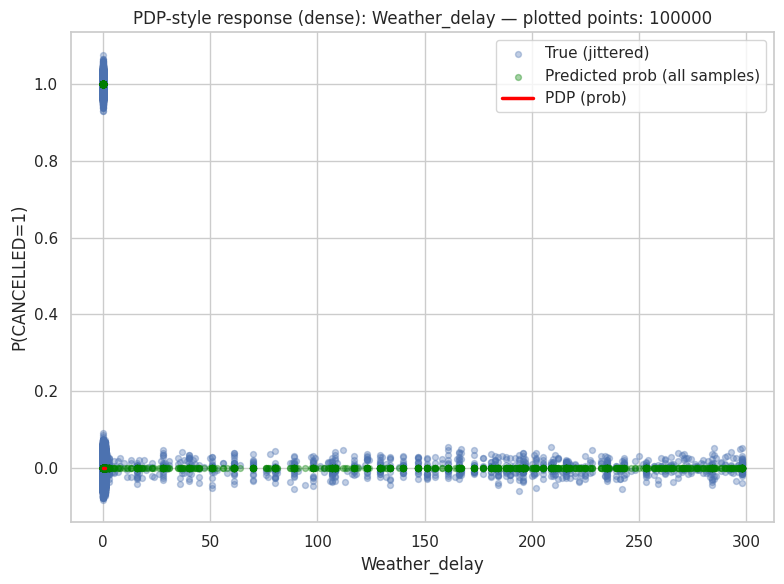 PDP-style response (dense): Weather_delay — plotted points: 100000
True (jittered)
Predicted prob (all samples)
PDP (prob)
P(CANCELLED=1)
1.0
0.8
0.6
0.4
0.2
0.0
0
50
100
150
200
250
300
Weather_delay